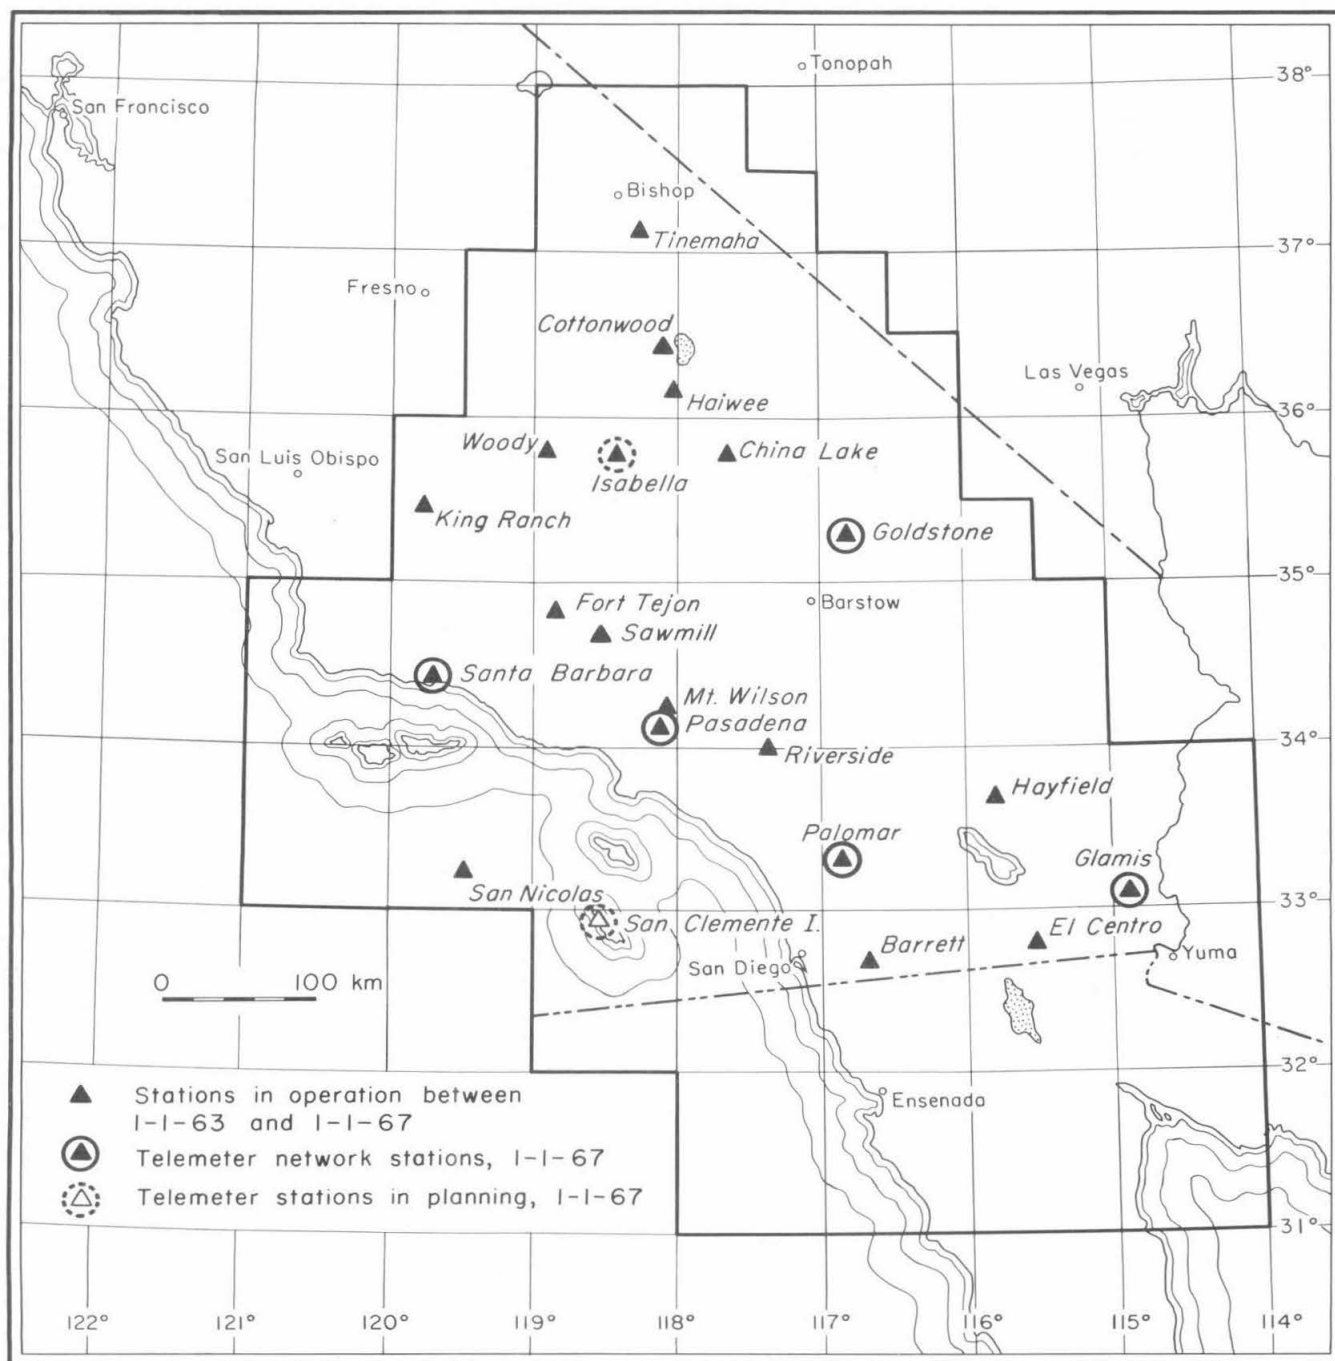 Tonopah
38°
San Francisco
Bishop
Tinemaha
37°
Fresno
Cottonwood
Las Vegas
Haiwee
36°
Woody
China Lake
San Luis Obispo
Isabella
King Ranch
Goldstone
35°
Fort Tejon
Barstow
Sawmill
Santa Barbara
Mt. Wilson
Pasadena
34°
Riverside
Hayfield
Palomar
Glamis
San Nicolas
33°
San Clemente I.
El Centro
Barrett
San Diego
Yuma
0 100 km
32°
Stations in operation between
1-1-63 and 1-1-67
Ensenada
Telemeter network stations, 1-1-67
Telemeter stations in planning, 1-1-67
31°
122° 121° 120° 119° 118° 117° 116° 115° 114°